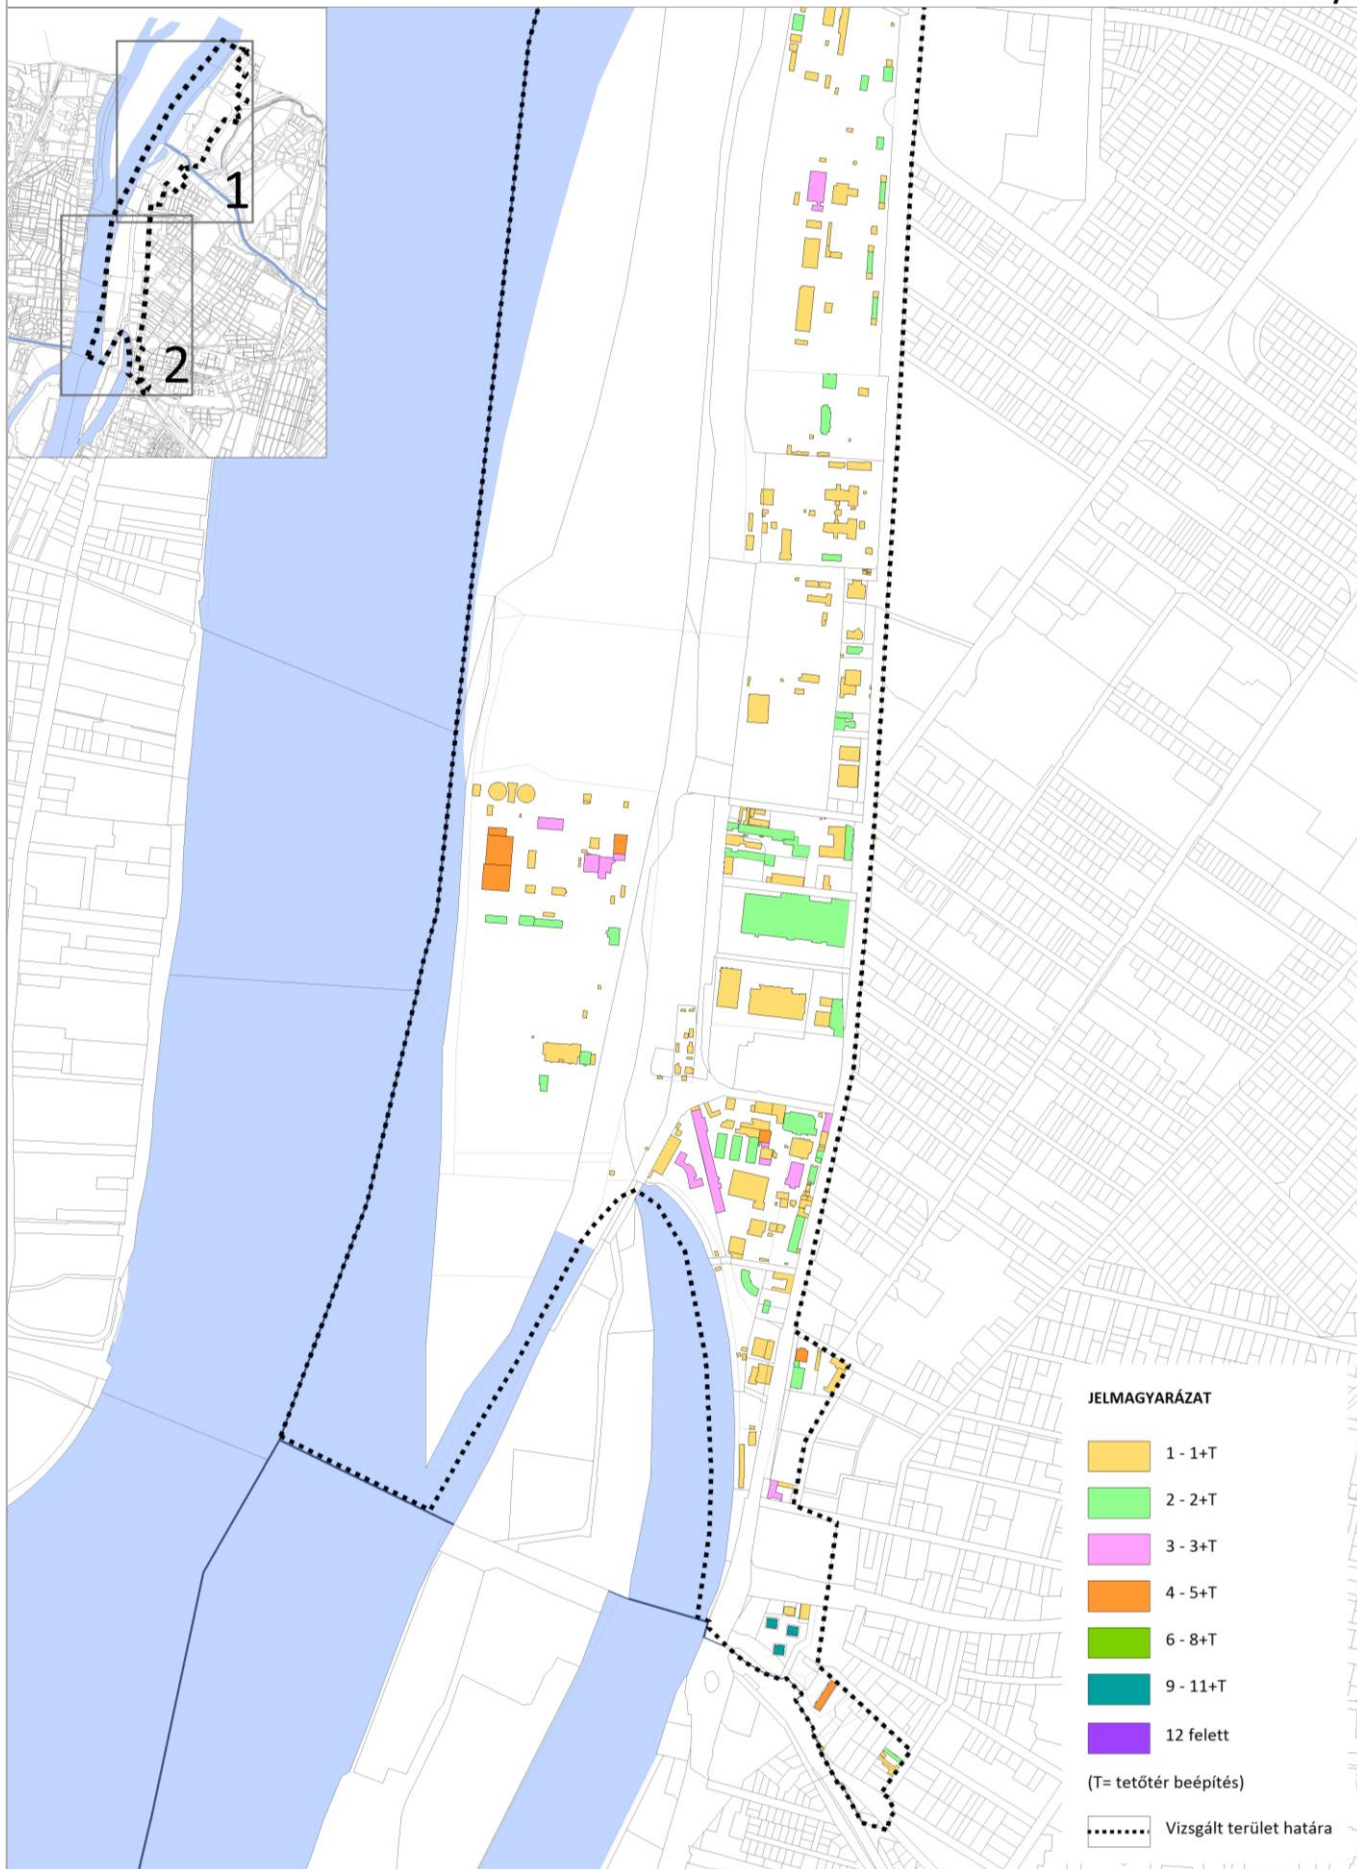 1
2
JELMAGYARÁZAT
1 - 1+T
2 - 2+T
3 - 3+T
4 - 5+T
6 - 8+T
9 - 11+T
12 felett
(T= tetőtér beépítés)
Vizsgált terület határa